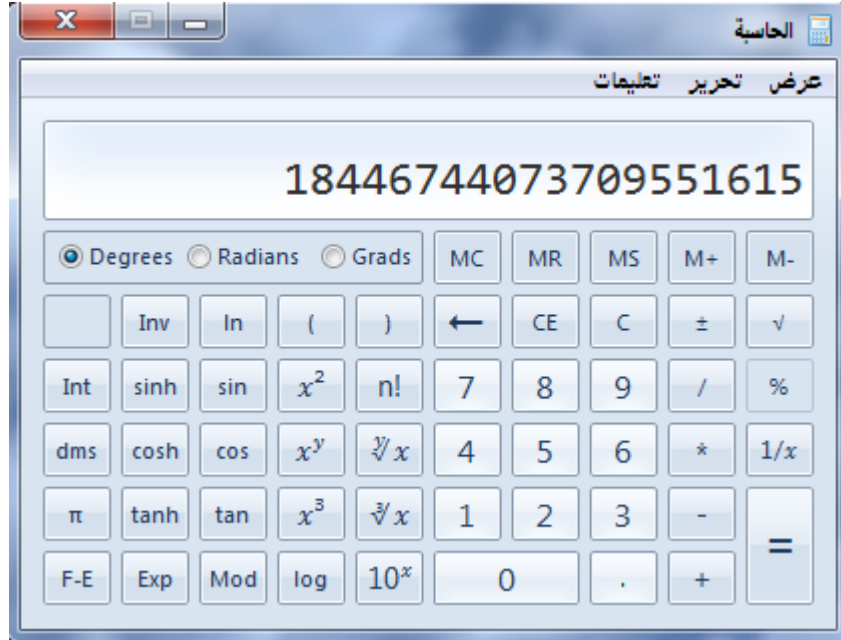 الحاسبة
عرض تحرير تعليمات
18446744073709551615
Degrees Radians Grads MC MR MS M+ M-
Inv ln ( ) ← CE C ± √
Int sinh sin x² n! 7 8 9 / %
dms cosh cos xʸ ʸ√x 4 5 6 * 1/x
π tanh tan x³ ³√x 1 2 3 - =
F-E Exp Mod log 10ˣ 0 . +